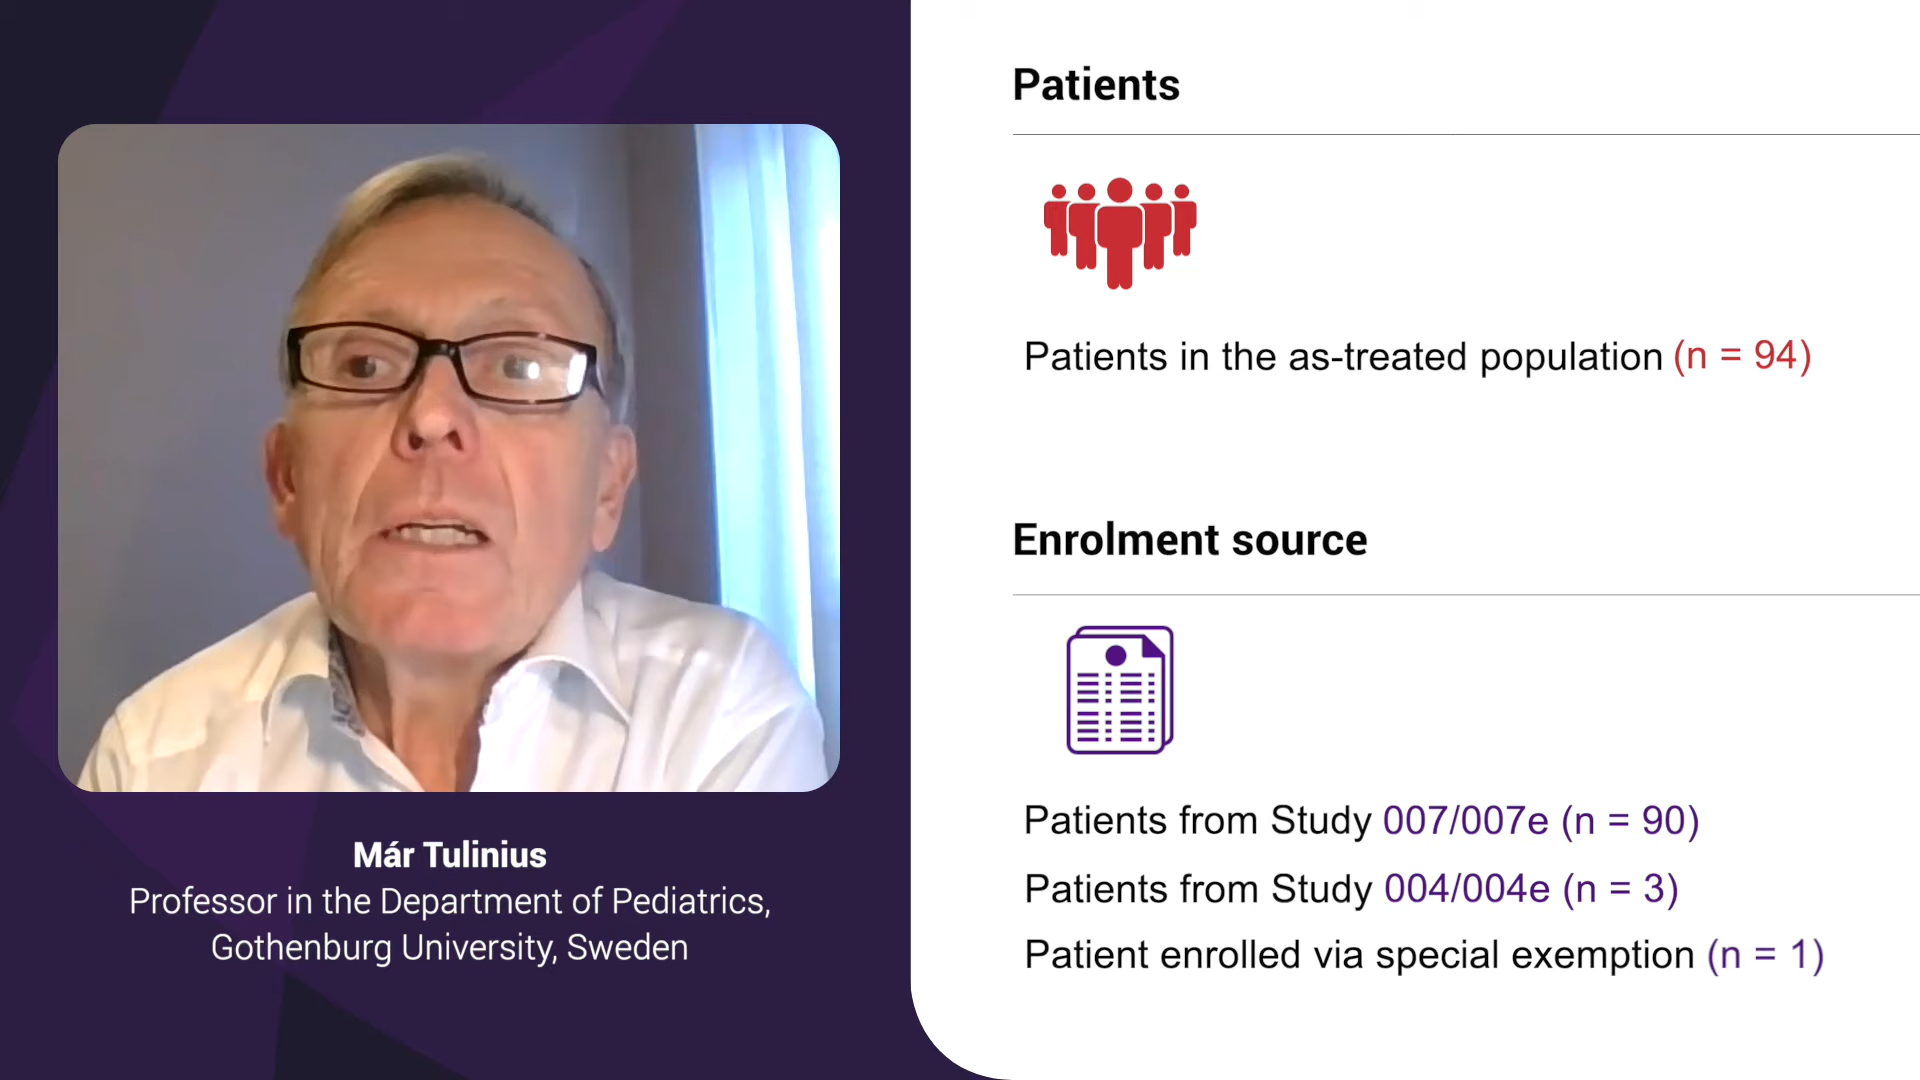 Már Tulinius
Professor in the Department of Pediatrics,
Gothenburg University, Sweden
Patients
Patients in the as-treated population (n = 94)
Enrolment source
Patients from Study 007/007e (n = 90)
Patients from Study 004/004e (n = 3)
Patient enrolled via special exemption (n = 1)